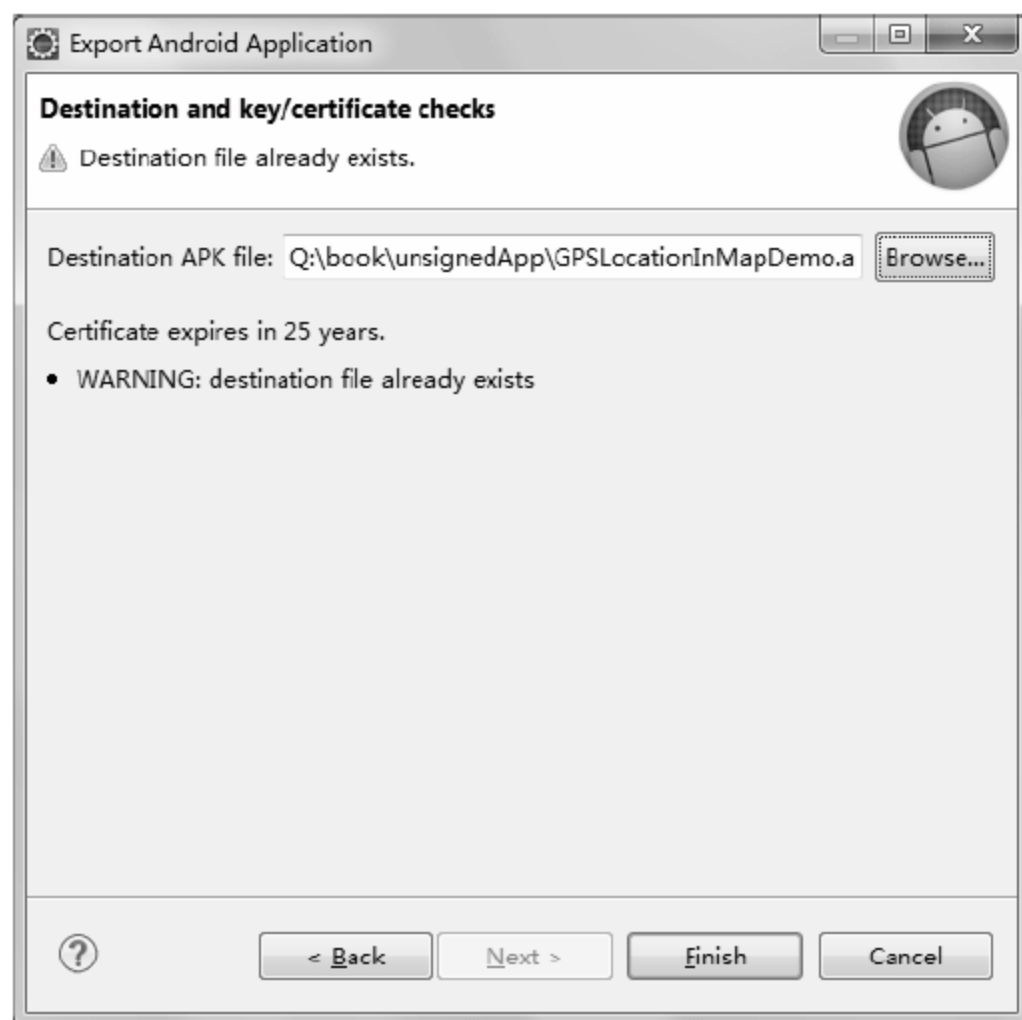 Export Android Application
Destination and key/certificate checks
Destination file already exists.
Destination APK file: Q:\book\unsignedApp\GPSLocationInMapDemo.a Browse...
Certificate expires in 25 years.
• WARNING: destination file already exists
< Back Next > Finish Cancel